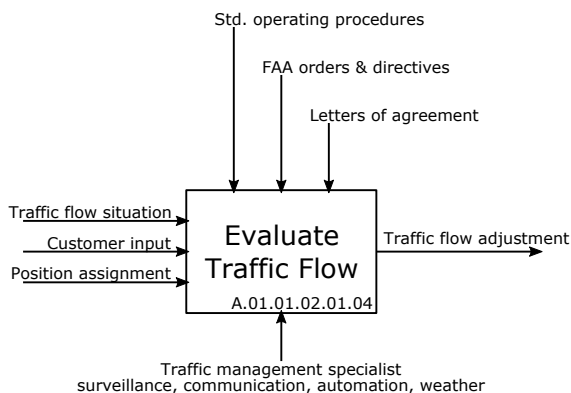 Std. operating procedures
FAA orders & directives
Letters of agreement
Traffic flow situation
Customer input
Position assignment
Evaluate
Traffic Flow
A.01.01.02.01.04
Traffic flow adjustment
Traffic management specialist
surveillance, communication, automation, weather